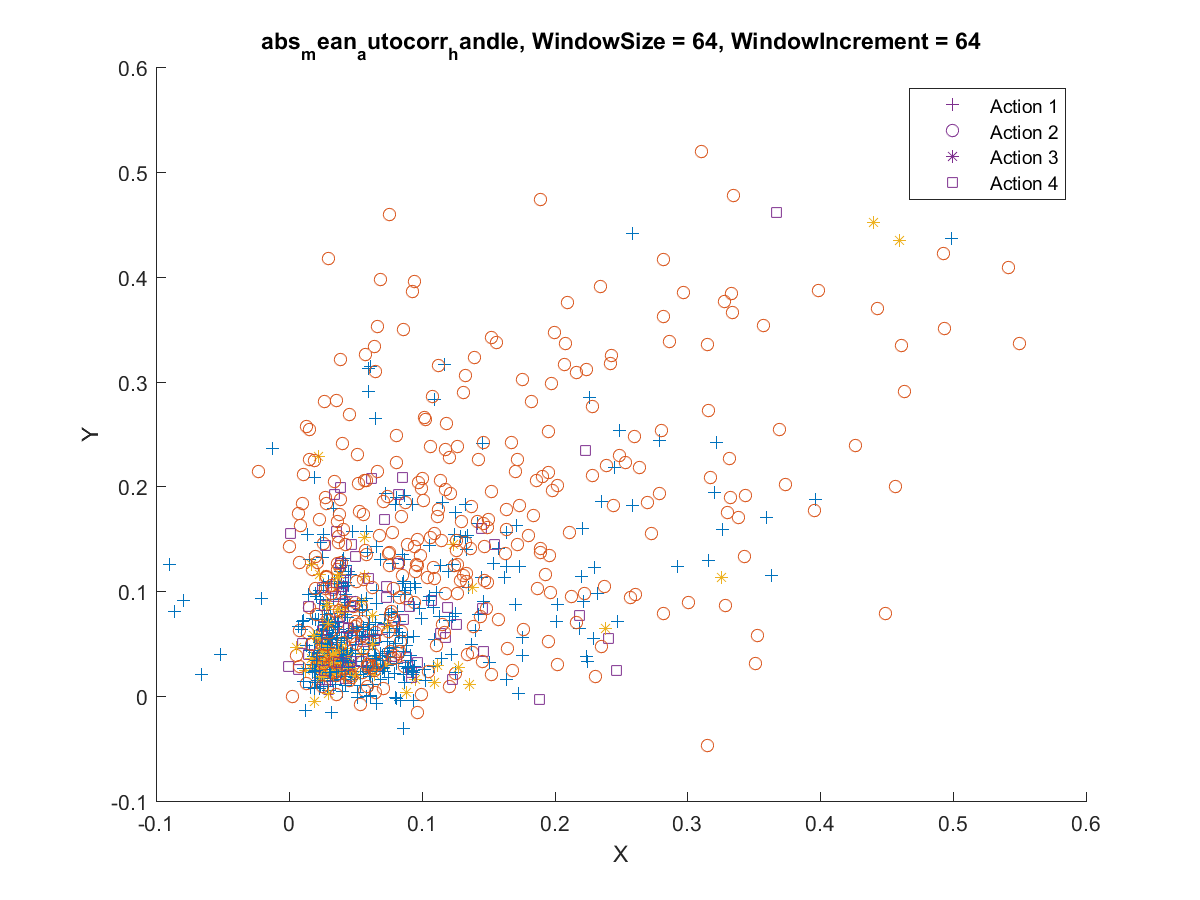 abs_mean_autocorr_handle, WindowSize = 64, WindowIncrement = 64
Action 1
Action 2
Action 3
Action 4
0.6
0.5
0.4
0.3
0.2
0.1
0
-0.1
Y
-0.1 0 0.1 0.2 0.3 0.4 0.5 0.6
X